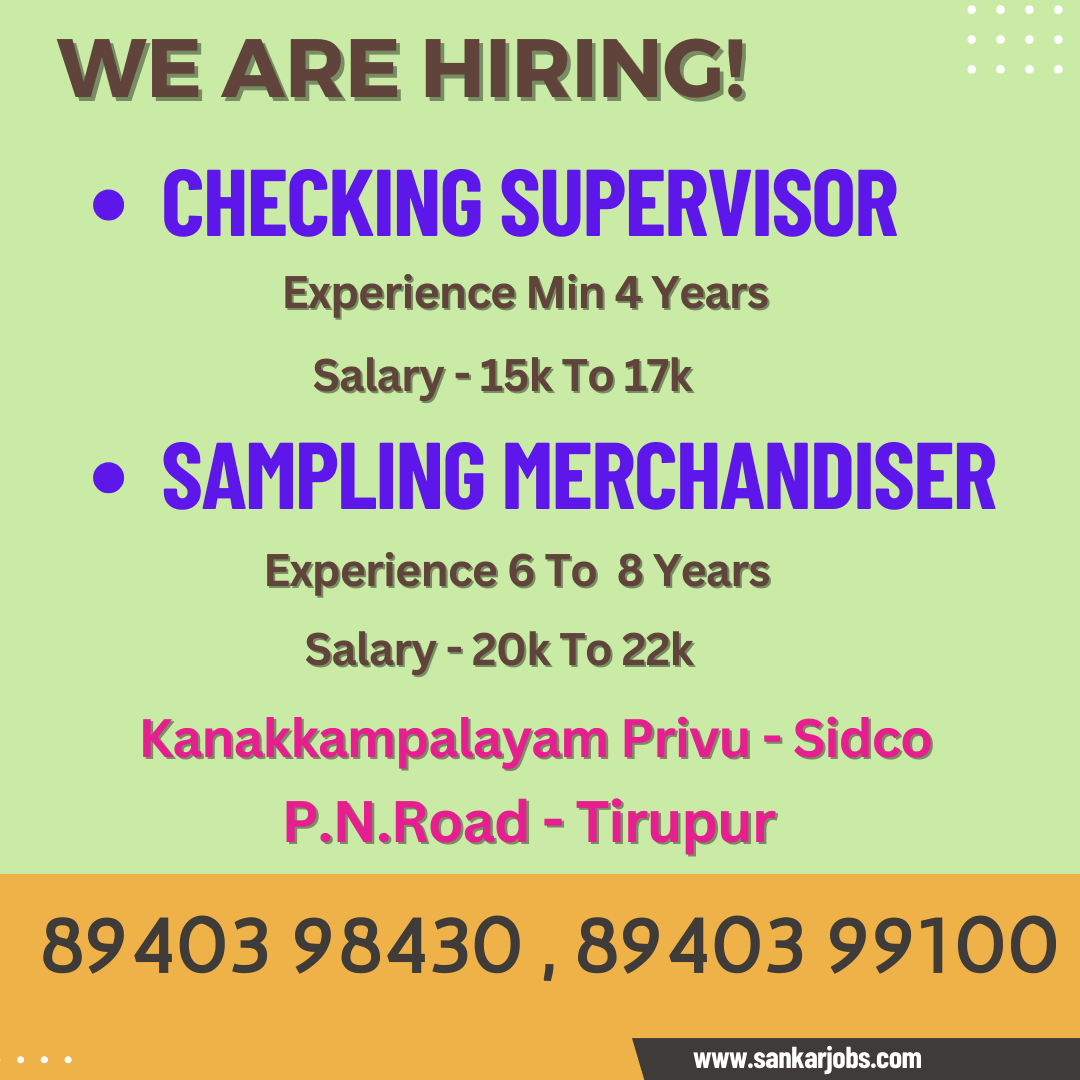 WE ARE HIRING!
• CHECKING SUPERVISOR
Experience Min 4 Years
Salary - 15k To 17k
• SAMPLING MERCHANDISER
Experience 6 To 8 Years
Salary - 20k To 22k
Kanakkampalayam Privu - Sidco
P.N.Road - Tirupur
89403 98430 , 89403 99100
www.sankarjobs.com